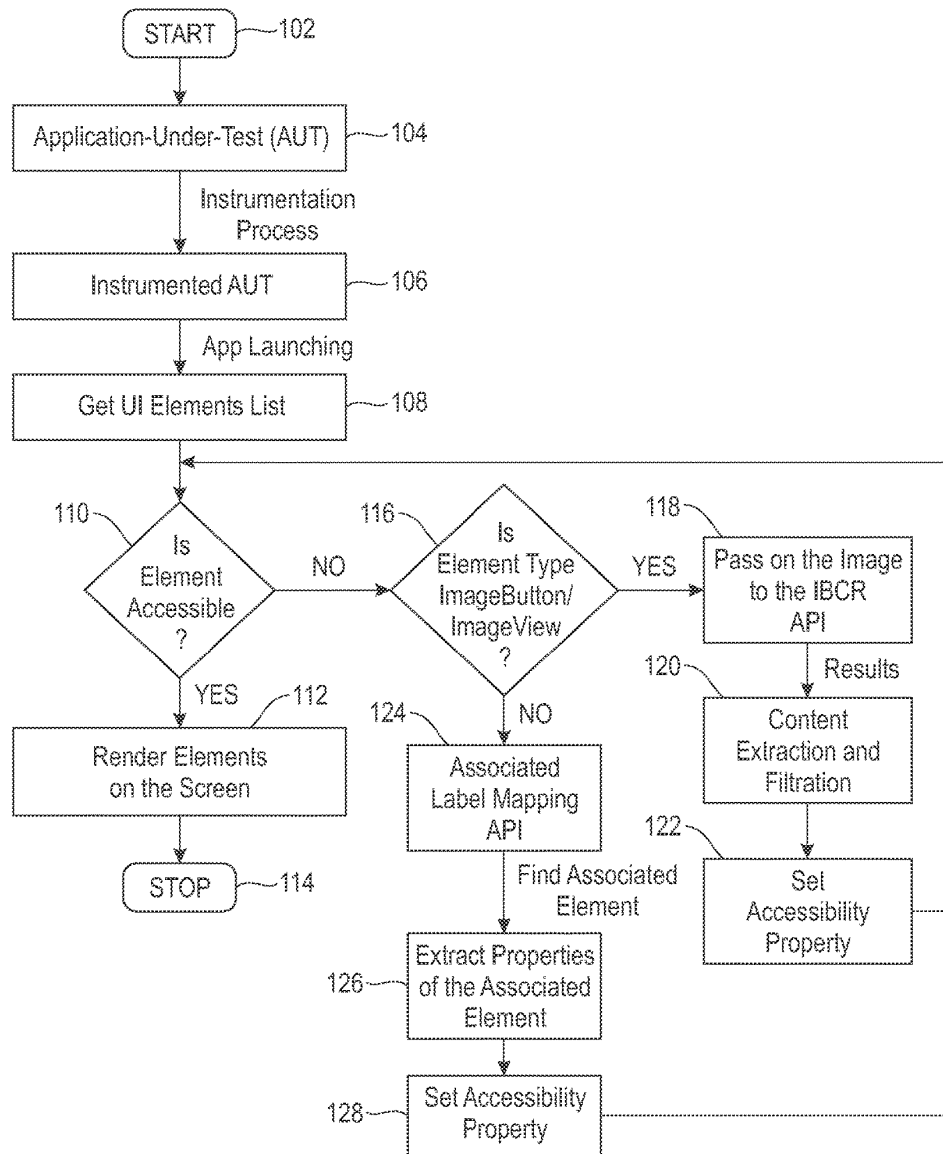 START
102
Application-Under-Test (AUT)
104
Instrumentation
Process
Instrumented AUT
106
App Launching
Get UI Elements List
108
110
Is
Element
Accessible
?
NO
YES
116
Is
Element Type
ImageButton/
ImageView
?
YES
NO
118
Pass on the Image
to the IBCR
API
Results
112
Render Elements
on the Screen
STOP
114
120
Content
Extraction and
Filtration
122
Set
Accessibility
Property
124
Associated
Label Mapping
API
Find Associated
Element
126
Extract Properties
of the Associated
Element
128
Set Accessibility
Property